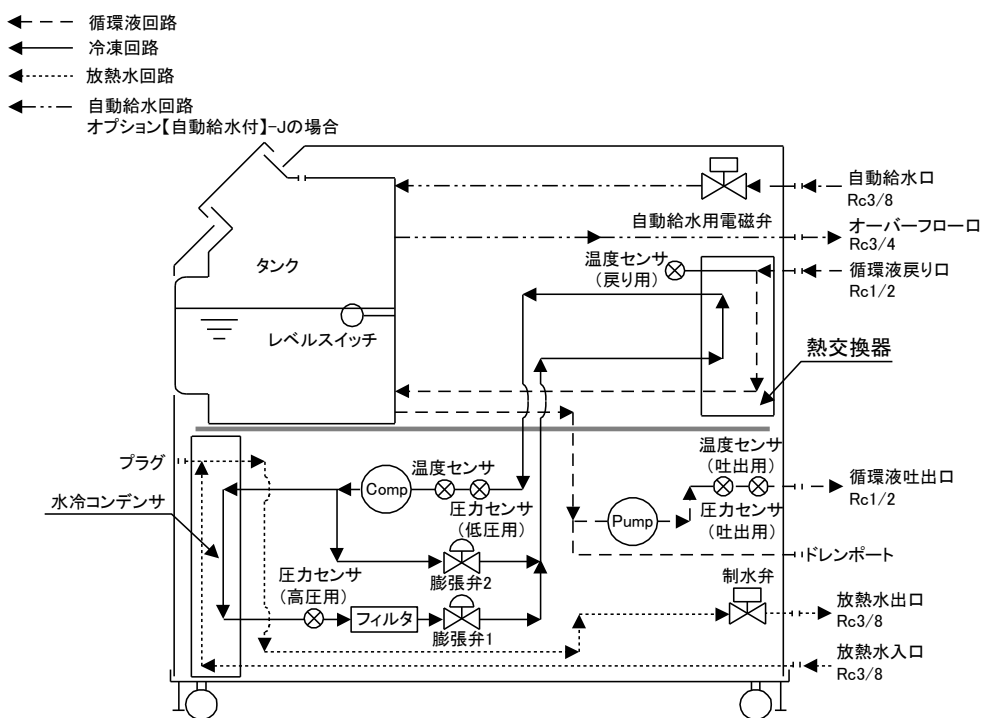 循環液回路
冷凍回路
放熱水回路
自動給水回路
オプション【自動給水付】-Jの場合
自動給水口
Rc3/8
自動給水用電磁弁
オーバーフロー口
Rc3/4
温度センサ
(戻り用)
循環液戻り口
Rc1/2
タンク
レベルスイッチ
熱交換器
プラグ
水冷コンデンサ
Comp
温度センサ
圧力センサ
(低圧用)
温度センサ
(吐出用)
循環液吐出口
Rc1/2
Pump
圧力センサ
(吐出用)
ドレンポート
膨張弁2
圧力センサ
(高圧用)
フィルタ
膨張弁1
制水弁
放熱水出口
Rc3/8
放熱水入口
Rc3/8